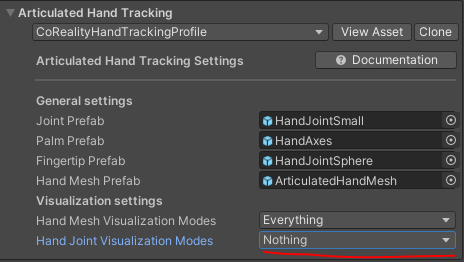 Articulated Hand Tracking
CoRealityHandTrackingProfile View Asset Clone
Articulated Hand Tracking Settings Documentation
General settings
Joint Prefab HandJointSmall
Palm Prefab HandAxes
Fingertip Prefab HandJointSphere
Hand Mesh Prefab ArticulatedHandMesh
Visualization settings
Hand Mesh Visualization Modes Everything
Hand Joint Visualization Modes Nothing